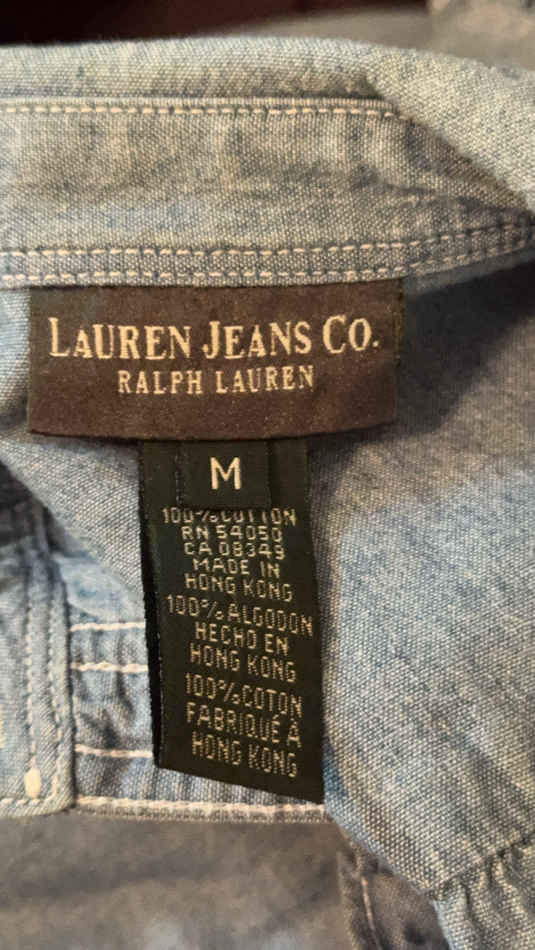 LAUREN JEANS CO.
RALPH LAUREN
M
100% COTTON
RN 54050
CA 08349
MADE IN
HONG KONG
100% ALGODON
HECHO EN
HONG KONG
100% COTON
FABRIQUÉ À
HONG KONG